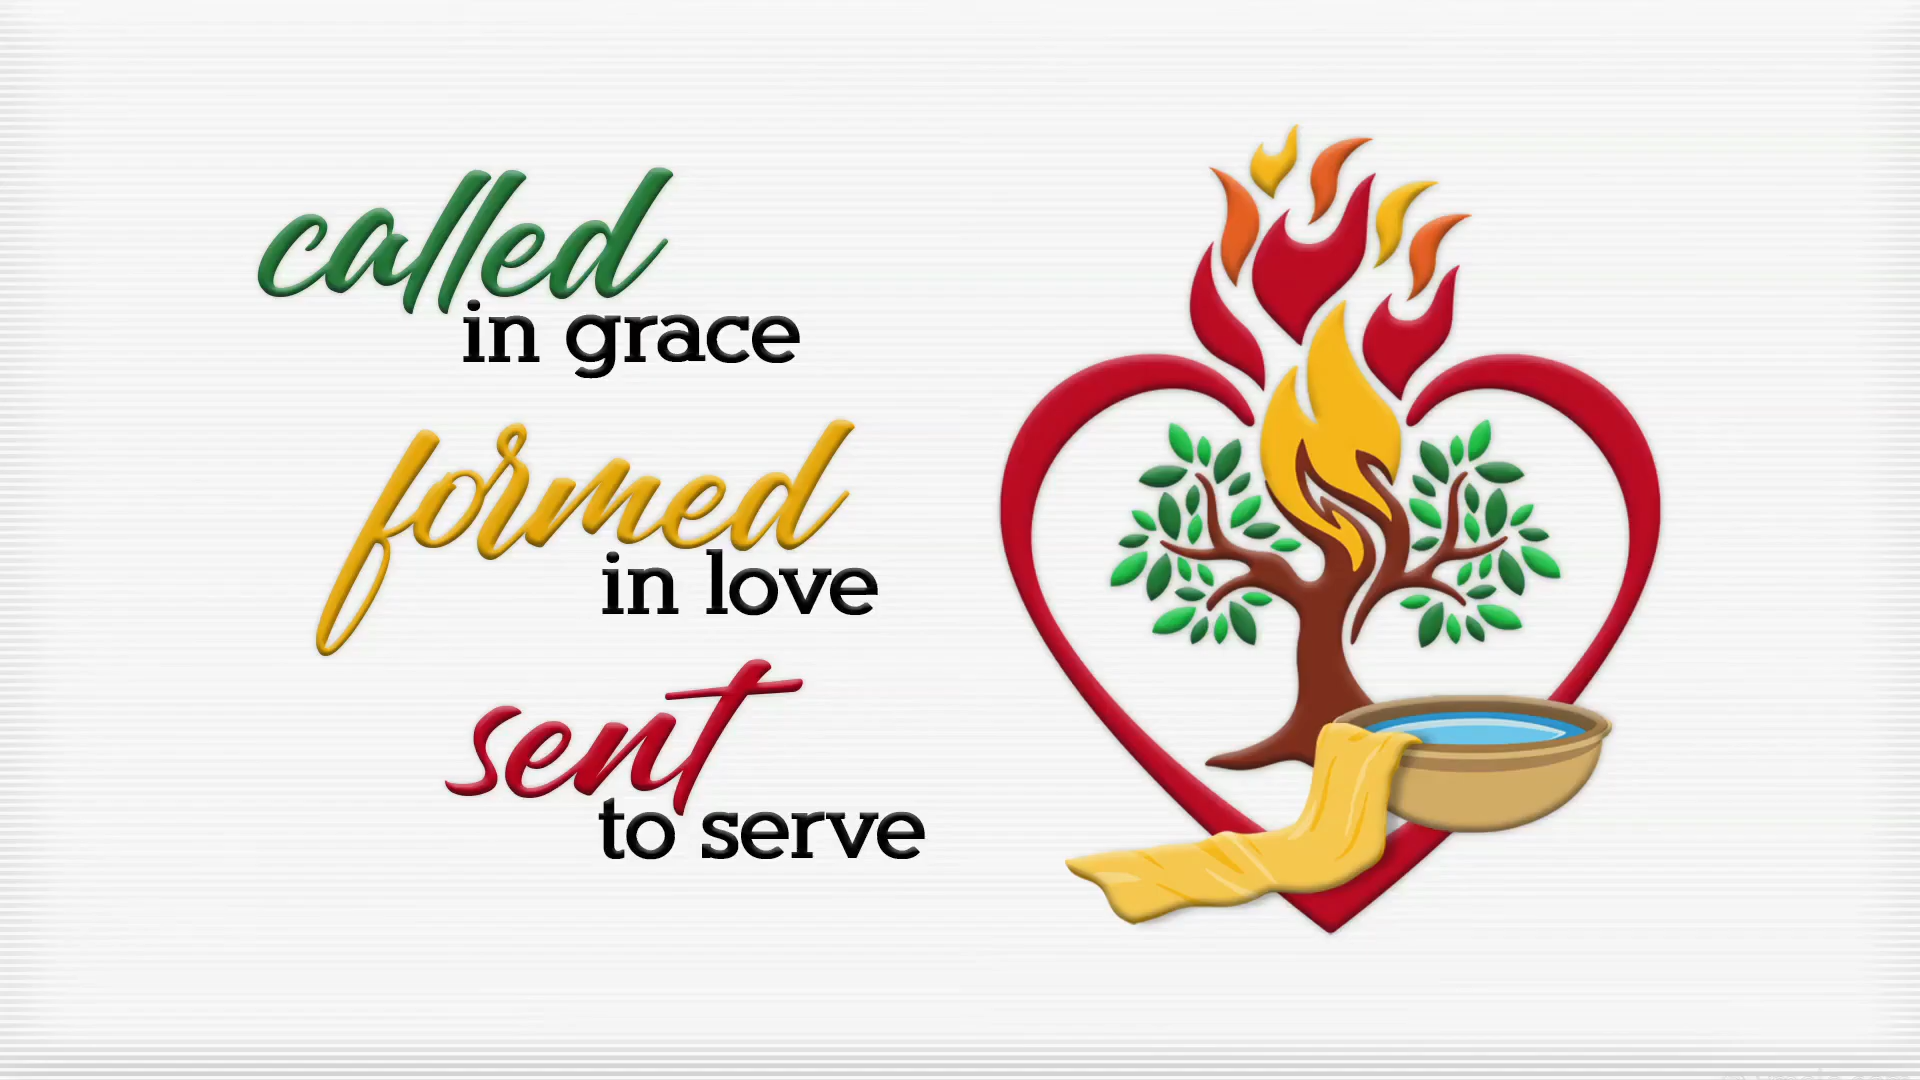 called
in grace
formed
in love
sent
to serve